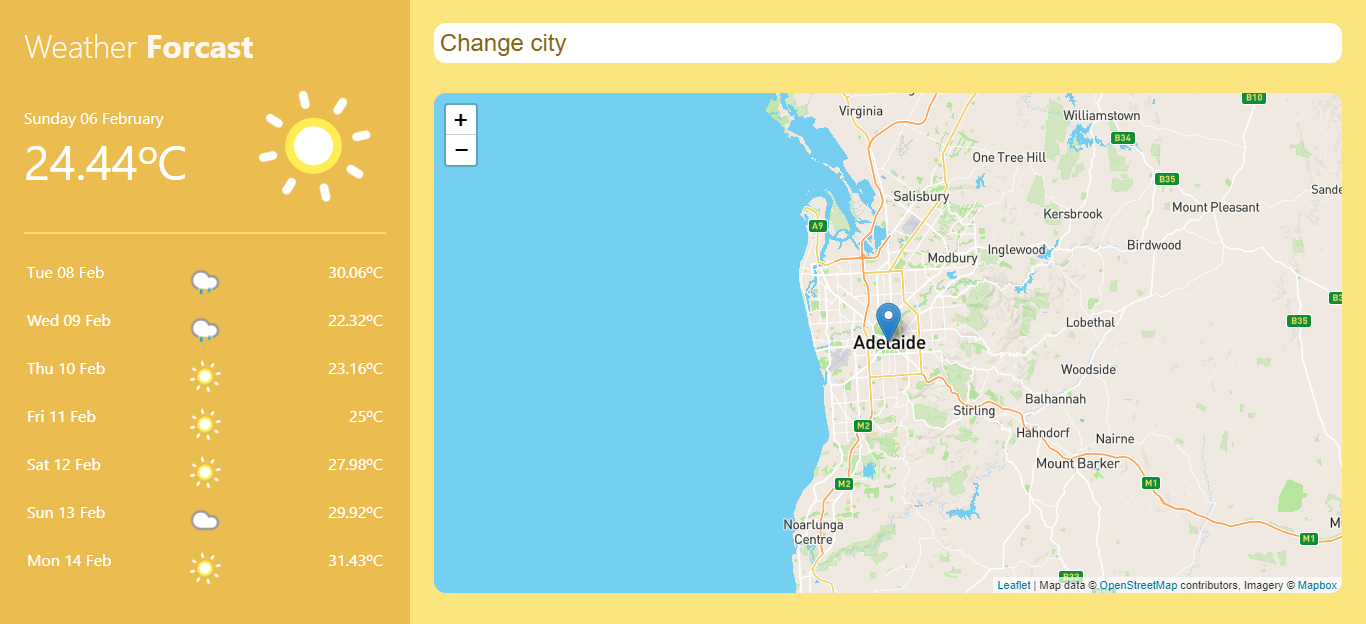 Weather Forcast
Sunday 06 February
24.44ºC
Tue 08 Feb 30.06ºC
Wed 09 Feb 22.32ºC
Thu 10 Feb 23.16ºC
Fri 11 Feb 25ºC
Sat 12 Feb 27.98ºC
Sun 13 Feb 29.92ºC
Mon 14 Feb 31.43ºC
Change city
+
−
B10
Virginia
Williamstown
B34
One Tree Hill
B35
Salisbury
Sande
Mount Pleasant
Kersbrook
A9
Birdwood
Inglewood
Modbury
B35
Lobethal
Adelaide
Woodside
Balhannah
Stirling
M2
Hahndorf
Nairne
Mount Barker
M2
M1
Noarlunga
Centre
M1
Leaflet | Map data © OpenStreetMap contributors, Imagery © Mapbox